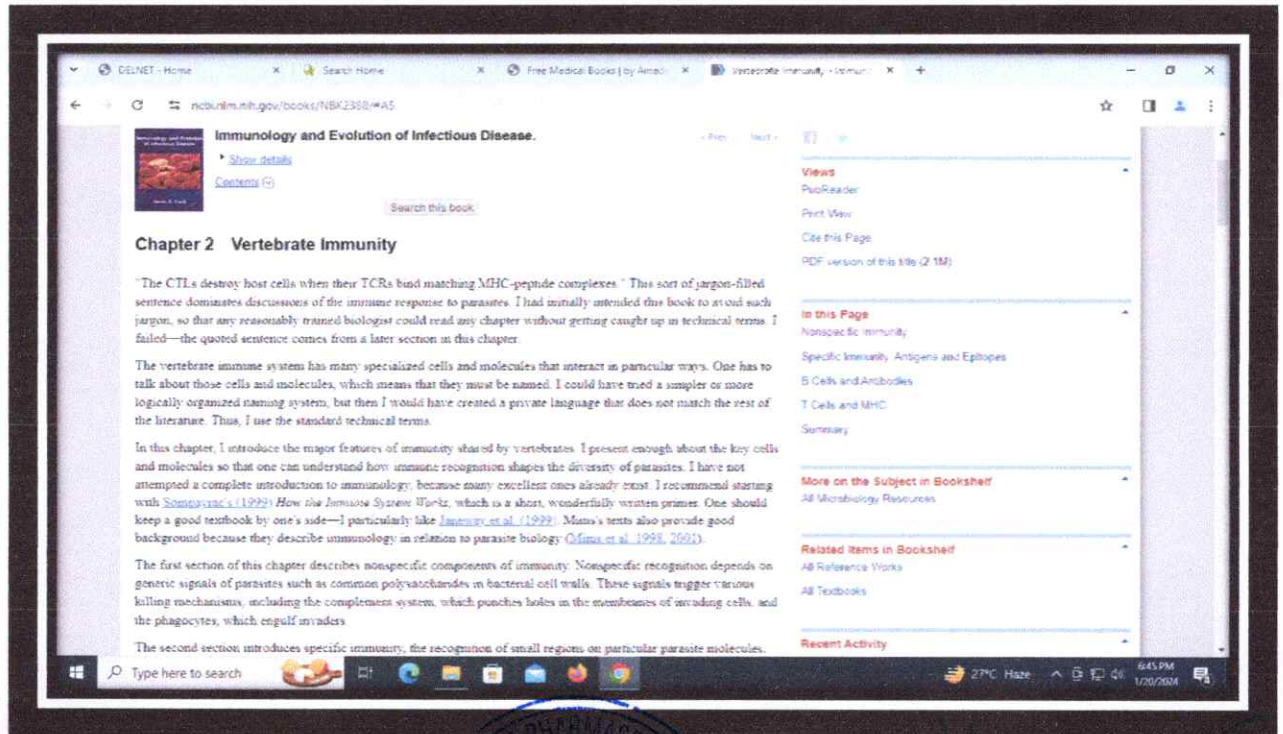 DELNET - Home
Search Home
Free Medical Books | by Amed
Vertebrate Immunity - Immun
ncbi.nlm.nih.gov/books/NBK2388/#A5
Immunology and Evolution of Infectious Disease.
Show details
Contents
Search this book
< Prev Next >
Chapter 2 Vertebrate Immunity
"The CTLs destroy host cells when their TCRs bind matching MHC-peptide complexes." This sort of jargon-filled
sentence dominates discussions of the immune response to parasites. I had initially intended this book to avoid such
jargon, so that any reasonably trained biologist could read any chapter without getting caught up in technical terms. I
failed—the quoted sentence comes from a later section in this chapter.
The vertebrate immune system has many specialized cells and molecules that interact in particular ways. One has to
talk about those cells and molecules, which means that they must be named. I could have tried a simpler or more
logically organized naming system, but then I would have created a private language that does not match the rest of
the literature. Thus, I use the standard technical terms.
In this chapter, I introduce the major features of immunity shared by vertebrates. I present enough about the key cells
and molecules so that one can understand how immune recognition shapes the diversity of parasites. I have not
attempted a complete introduction to immunology, because many excellent ones already exist. I recommend starting
with Sompayrac's (1999) How the Immune System Works, which is a short, wonderfully written primer. One should
keep a good textbook by one's side—I particularly like Janeway et al. (1999). Mims's texts also provide good
background because they describe immunology in relation to parasite biology (Mims et al. 1998, 2001).
The first section of this chapter describes nonspecific components of immunity. Nonspecific recognition depends on
generic signals of parasites such as common polysaccharides in bacterial cell walls. These signals trigger various
killing mechanisms, including the complement system, which punches holes in the membranes of invading cells, and
the phagocytes, which engulf invaders.
The second section introduces specific immunity, the recognition of small regions on particular parasite molecules.
Views
PubReader
Print View
Cite this Page
PDF version of this title (2.1M)
In this Page
Nonspecific Immunity
Specific Immunity: Antigens and Epitopes
B Cells and Antibodies
T Cells and MHC
Summary
More on the Subject in Bookshelf
All Microbiology Resources
Related Items in Bookshelf
All Reference Works
All Textbooks
Recent Activity
Type here to search
27°C Haze
6:45 PM
1/20/2024